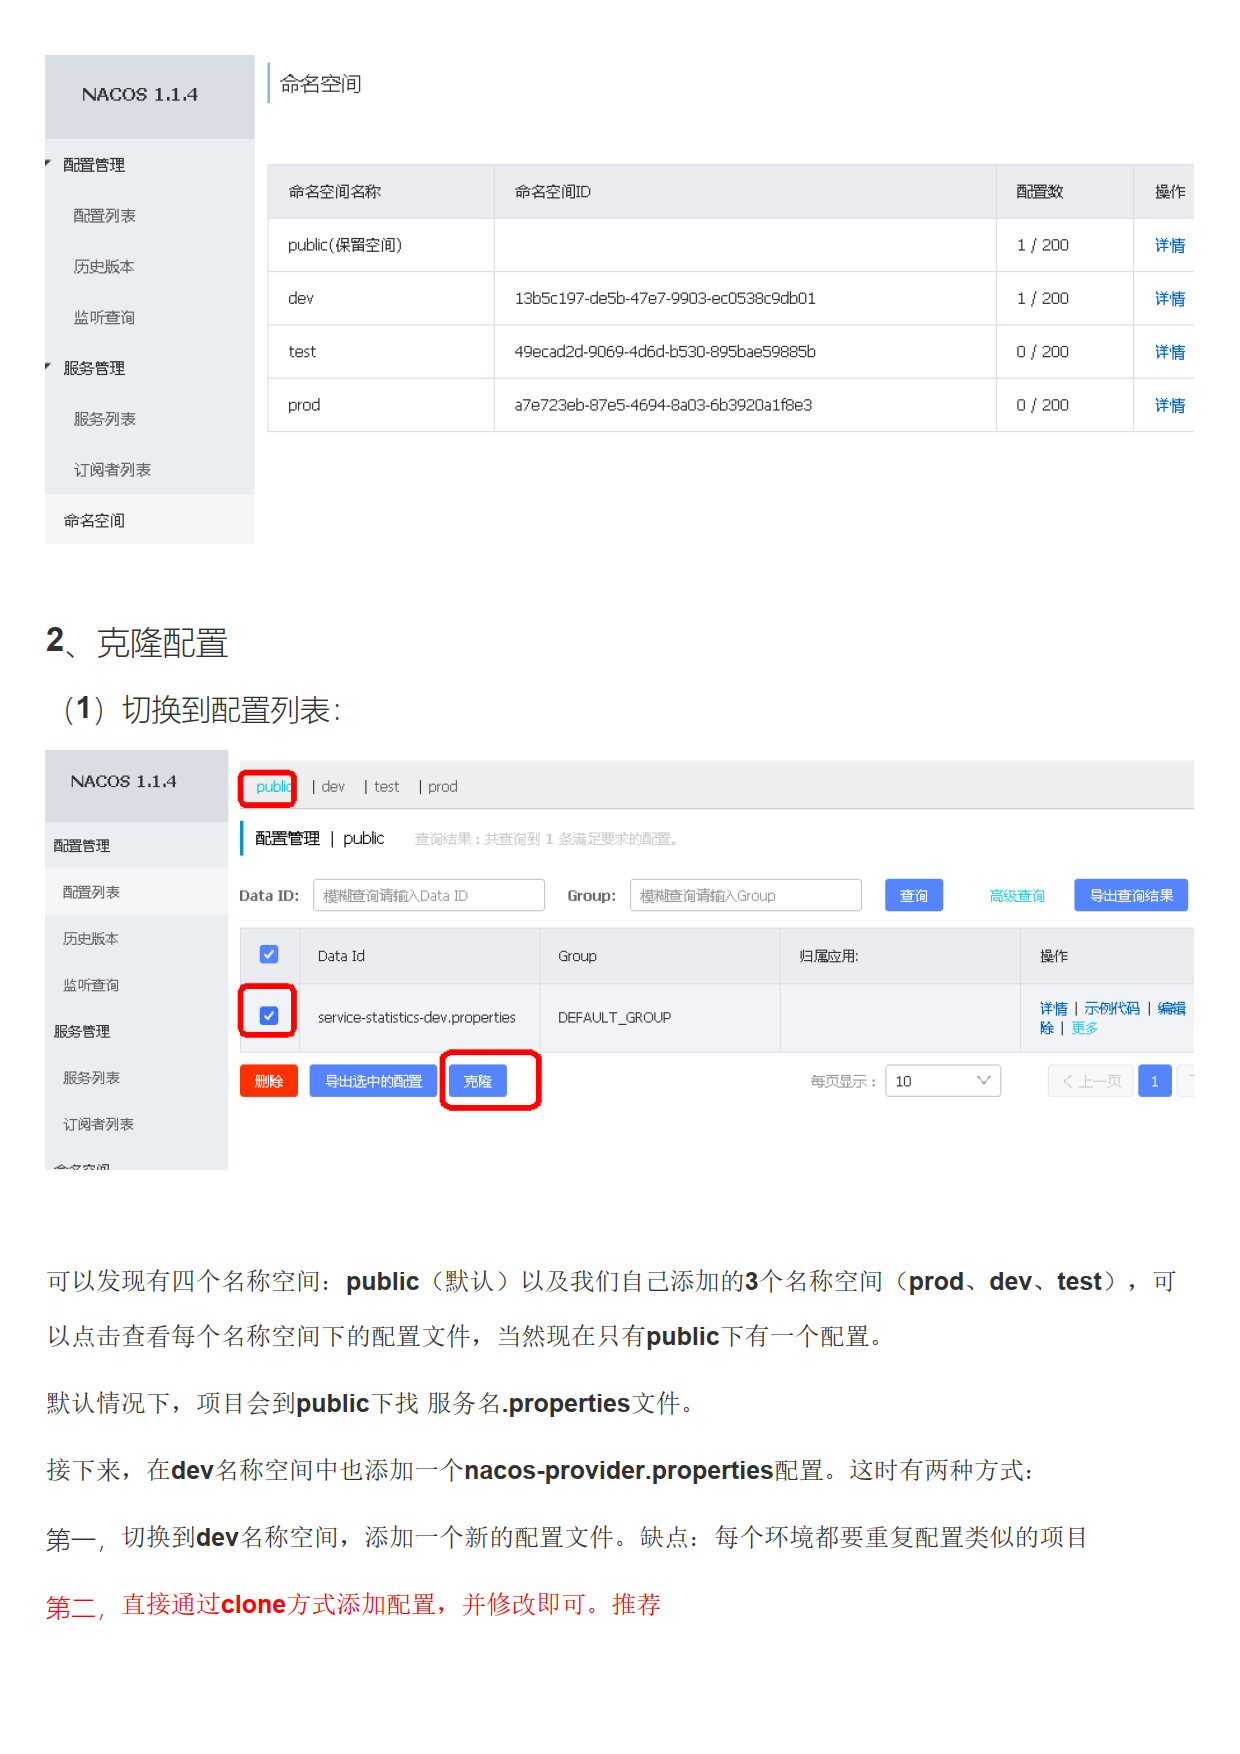 NACOS 1.1.4
配置管理
配置列表
历史版本
监听查询
服务管理
服务列表
订阅者列表
命名空间
命名空间
命名空间名称 命名空间ID 配置数 操作
public(保留空间) 1 / 200 详情
dev 13b5c197-de5b-47e7-9903-ec0538c9db01 1 / 200 详情
test 49ecad2d-9069-4d6d-b530-895bae59885b 0 / 200 详情
prod a7e723eb-87e5-4694-8a03-6b3920a1f8e3 0 / 200 详情
2、克隆配置
（1）切换到配置列表：
NACOS 1.1.4
配置管理
配置列表
历史版本
监听查询
服务管理
服务列表
订阅者列表
命名空间
public | dev | test | prod
配置管理 | public 查询结果：共查询到 1 条满足要求的配置。
Data ID: 模糊查询请输入Data ID Group: 模糊查询请输入Group 查询 高级查询 导出查询结果
Data Id Group 归属应用: 操作
service-statistics-dev.properties DEFAULT_GROUP 详情 | 示例代码 | 编辑
除 | 更多
删除 导出选中的配置 克隆 每页显示： 10 < 上一页 1
可以发现有四个名称空间：public（默认）以及我们自己添加的3个名称空间（prod、dev、test），可
以点击查看每个名称空间下的配置文件，当然现在只有public下有一个配置。
默认情况下，项目会到public下找 服务名.properties文件。
接下来，在dev名称空间中也添加一个nacos-provider.properties配置。这时有两种方式：
第一，切换到dev名称空间，添加一个新的配置文件。缺点：每个环境都要重复配置类似的项目
第二，直接通过clone方式添加配置，并修改即可。推荐